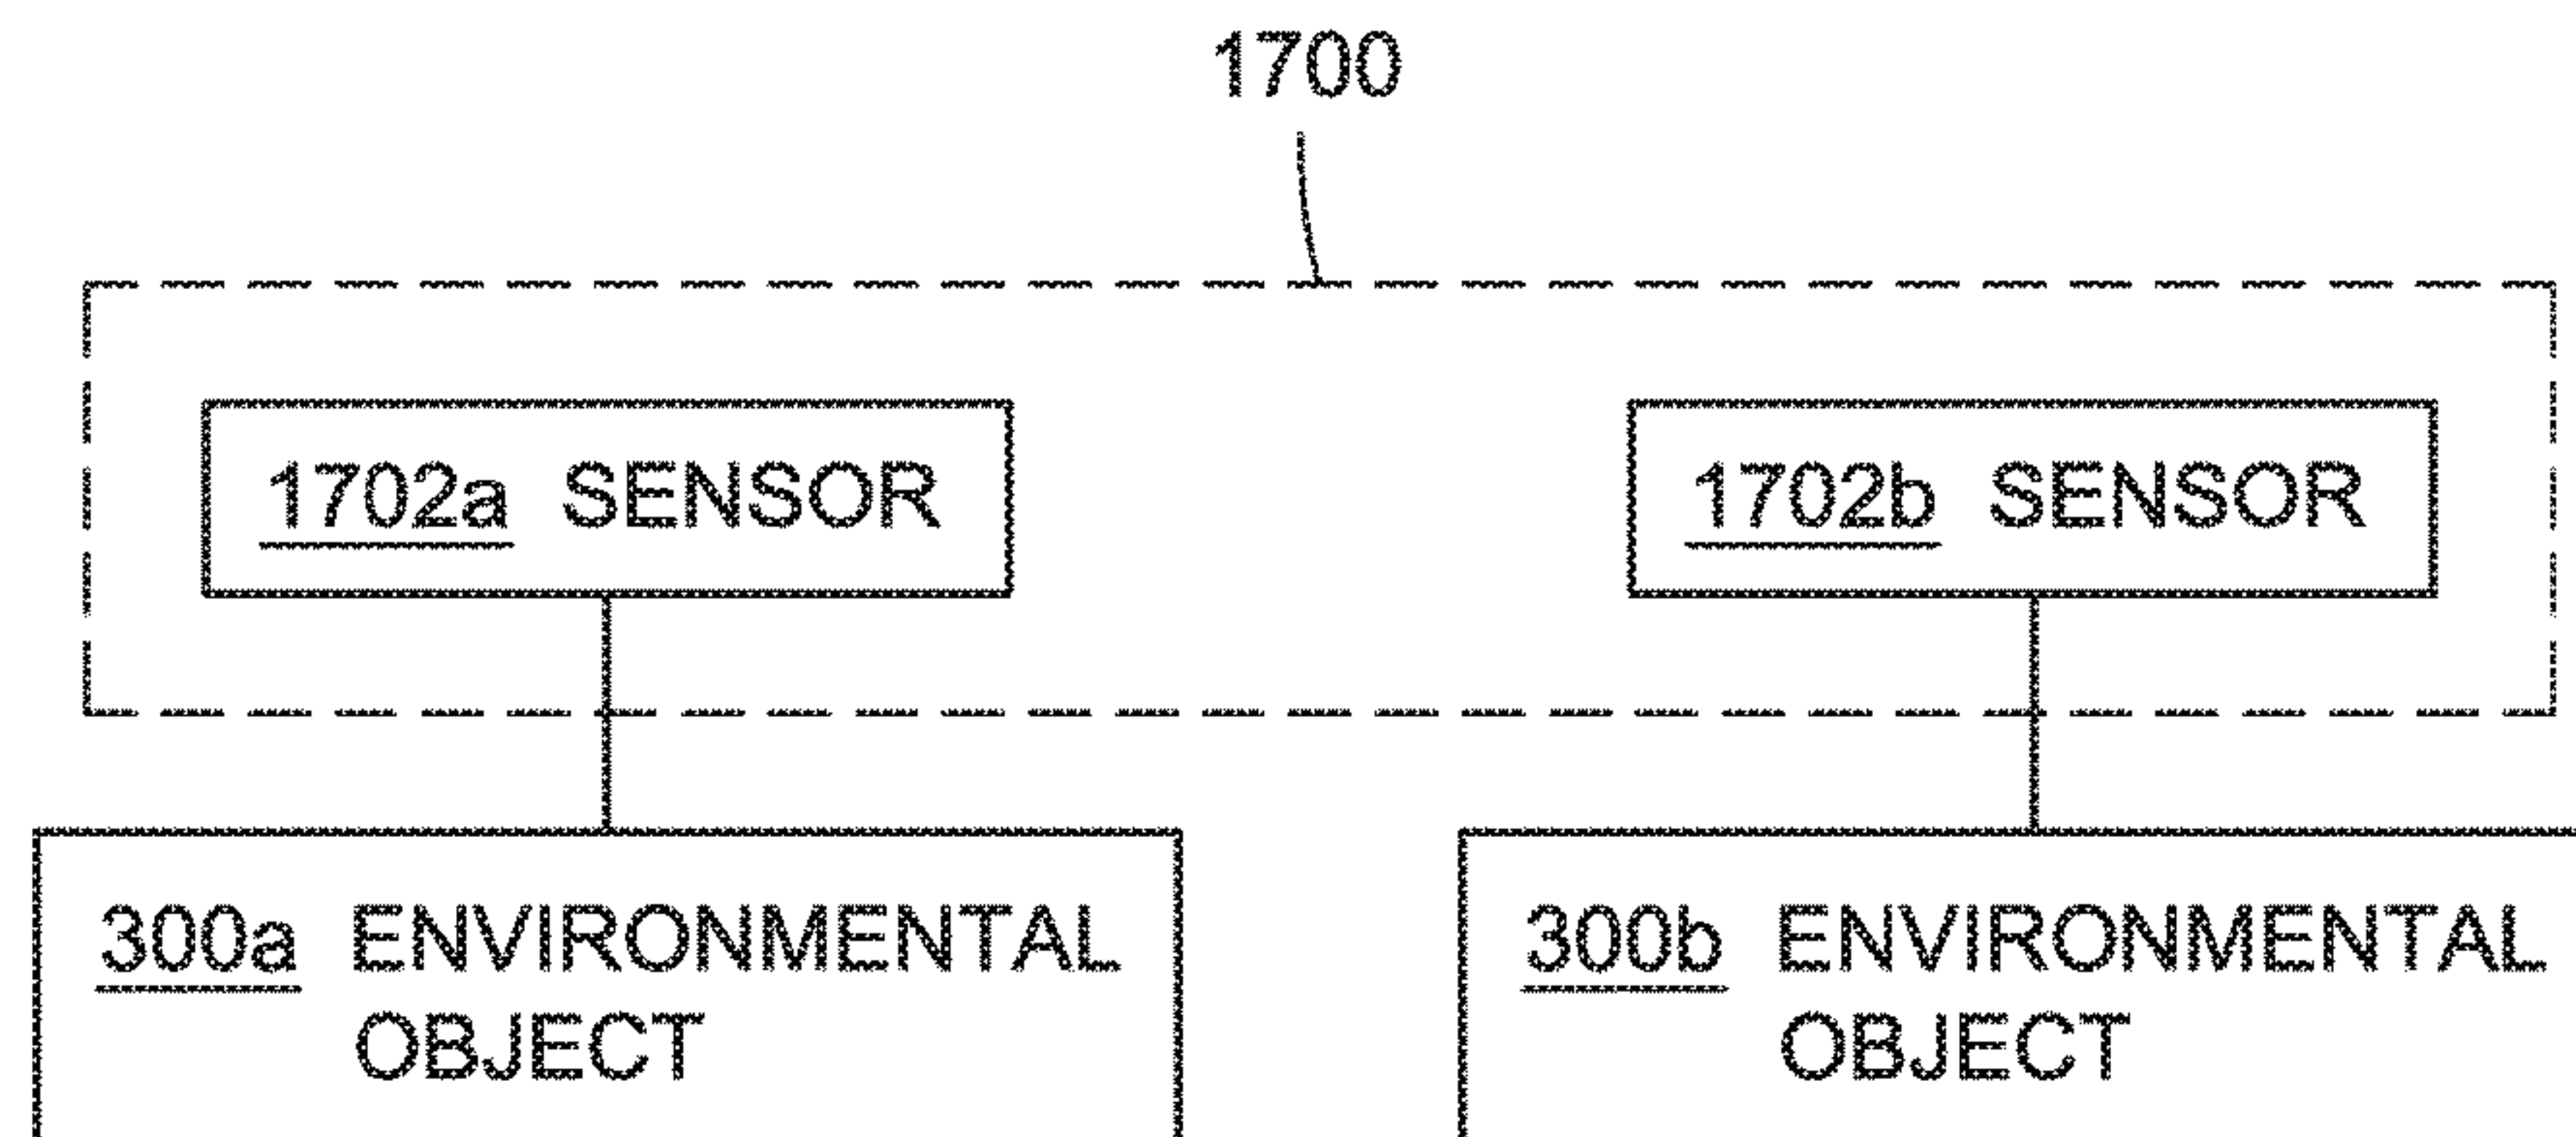 1700
1702a SENSOR
1702b SENSOR
300a ENVIRONMENTAL
OBJECT
300b ENVIRONMENTAL
OBJECT